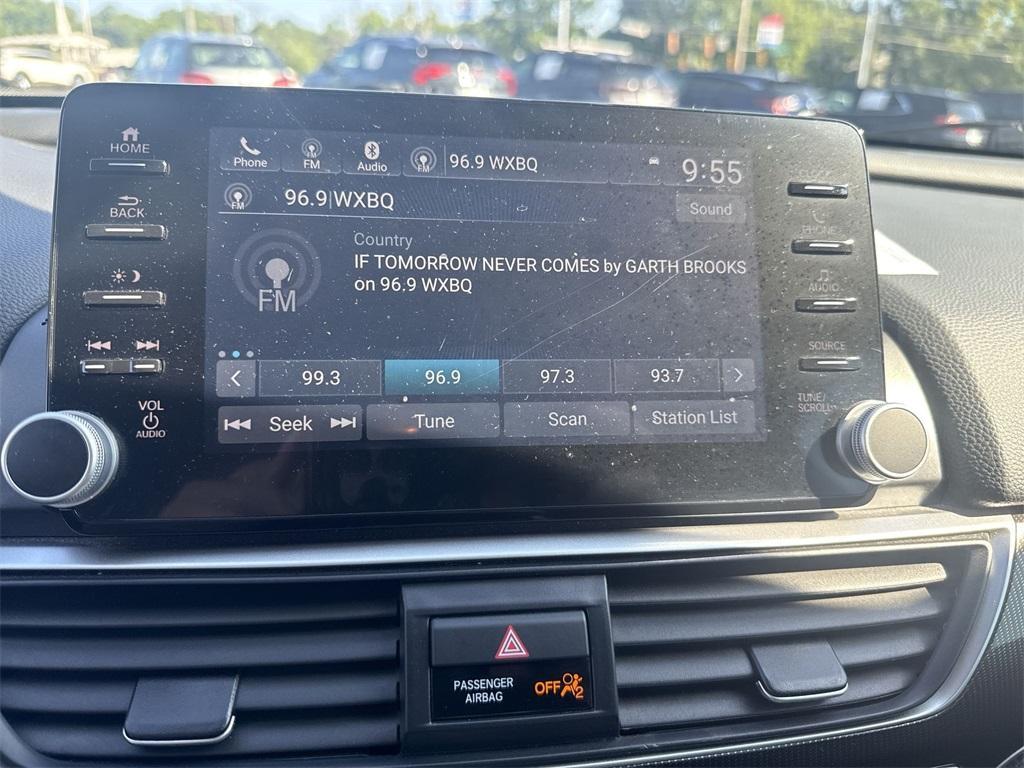 HOME
BACK
VOL
AUDIO
Phone
FM
Audio
FM
96.9 WXBQ
9:55
FM
96.9 WXBQ
Sound
FM
Country
IF TOMORROW NEVER COMES by GARTH BROOKS
on 96.9 WXBQ
99.3
96.9
97.3
93.7
Seek
Tune
Scan
Station List
CLOCK
PHONE
AUDIO
SOURCE
TUNE/
SCROLL
PASSENGER
AIRBAG
OFF
2